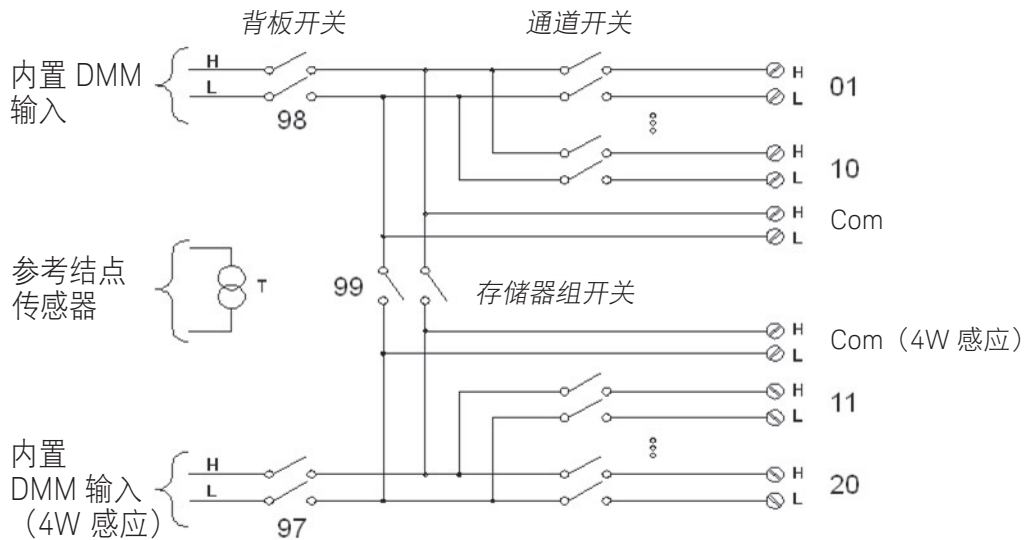 背板开关
通道开关
内置 DMM
输入
H
L
98
H
L
01
H
L
10
H
L
Com
参考结点
传感器
T
99
存储器组开关
H
L
Com（4W 感应）
H
L
11
内置
DMM 输入
（4W 感应）
H
L
97
H
L
20